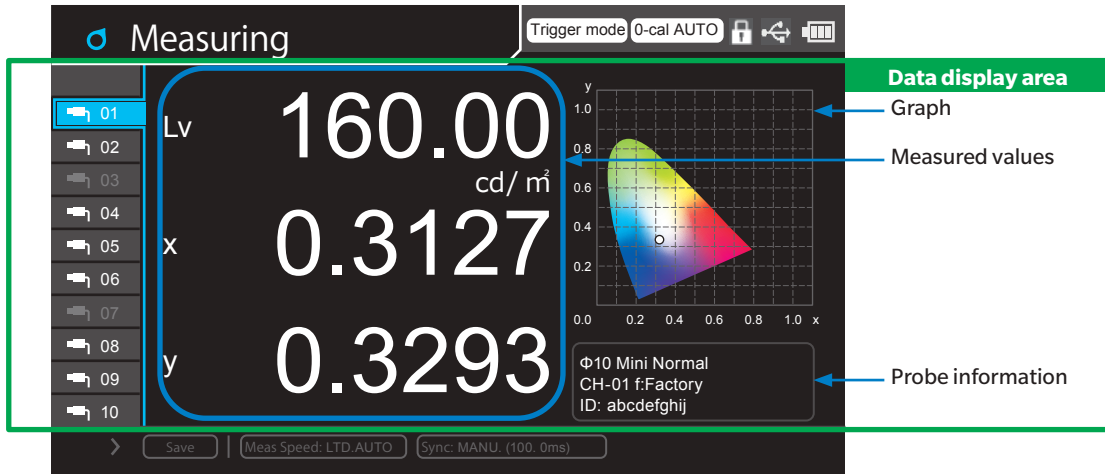 Measuring
Trigger mode 0-cal AUTO
Data display area
Graph
Measured values
Probe information
01
02
03
04
05
06
07
08
09
10
Lv 160.00
cd/㎡
x 0.3127
y 0.3293
y
1.0
0.8
0.6
0.4
0.2
0.0 0.2 0.4 0.6 0.8 1.0 x
Φ10 Mini Normal
CH-01 f:Factory
ID: abcdefghij
> Save Meas Speed: LTD.AUTO Sync: MANU. (100. 0ms)